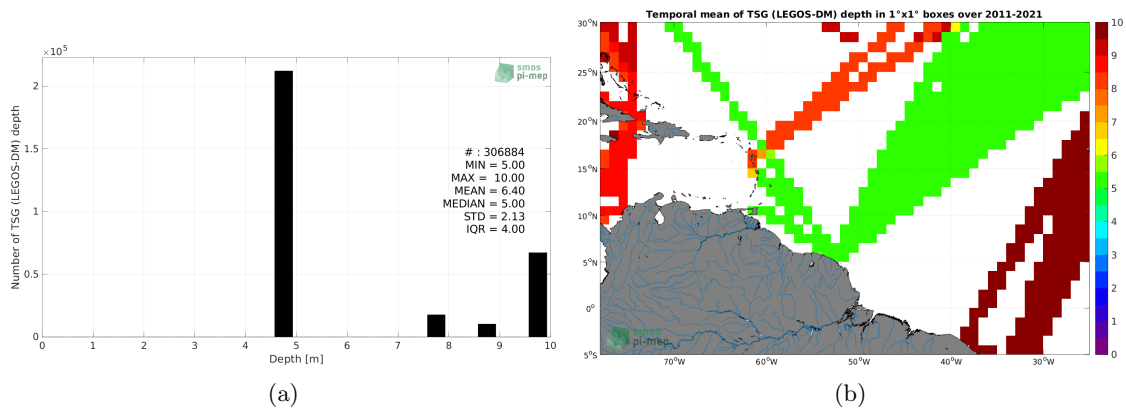 ×10⁵
2
1.5
1
0.5
0
Number of TSG (LEGOS-DM) depth
smos
pi-mep
# : 306884
MIN = 5.00
MAX = 10.00
MEAN = 6.40
MEDIAN = 5.00
STD = 2.13
IQR = 4.00
0 1 2 3 4 5 6 7 8 9 10
Depth [m]
(a)
Temporal mean of TSG (LEGOS-DM) depth in 1°x1° boxes over 2011-2021
30°N
25°N
20°N
15°N
10°N
5°N
0°
5°S
smos
pi-mep
70°W 60°W 50°W 40°W 30°W
10
9
8
7
6
5
4
3
2
1
0
(b)